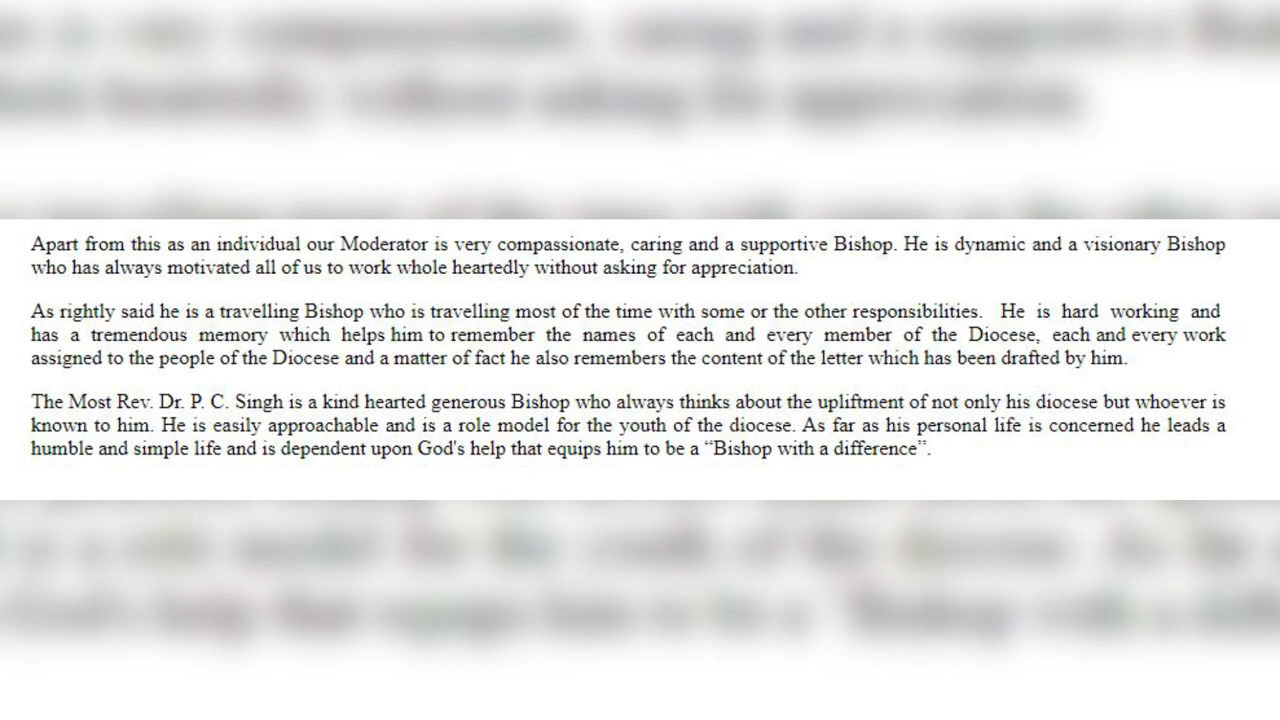 Apart from this as an individual our Moderator is very compassionate, caring and a supportive Bishop. He is dynamic and a visionary Bishop
who has always motivated all of us to work whole heartedly without asking for appreciation.
As rightly said he is a travelling Bishop who is travelling most of the time with some or the other responsibilities. He is hard working and
has a tremendous memory which helps him to remember the names of each and every member of the Diocese, each and every work
assigned to the people of the Diocese and a matter of fact he also remembers the content of the letter which has been drafted by him.
The Most Rev. Dr. P. C. Singh is a kind hearted generous Bishop who always thinks about the upliftment of not only his diocese but whoever is
known to him. He is easily approachable and is a role model for the youth of the diocese. As far as his personal life is concerned he leads a
humble and simple life and is dependent upon God's help that equips him to be a “Bishop with a difference”.